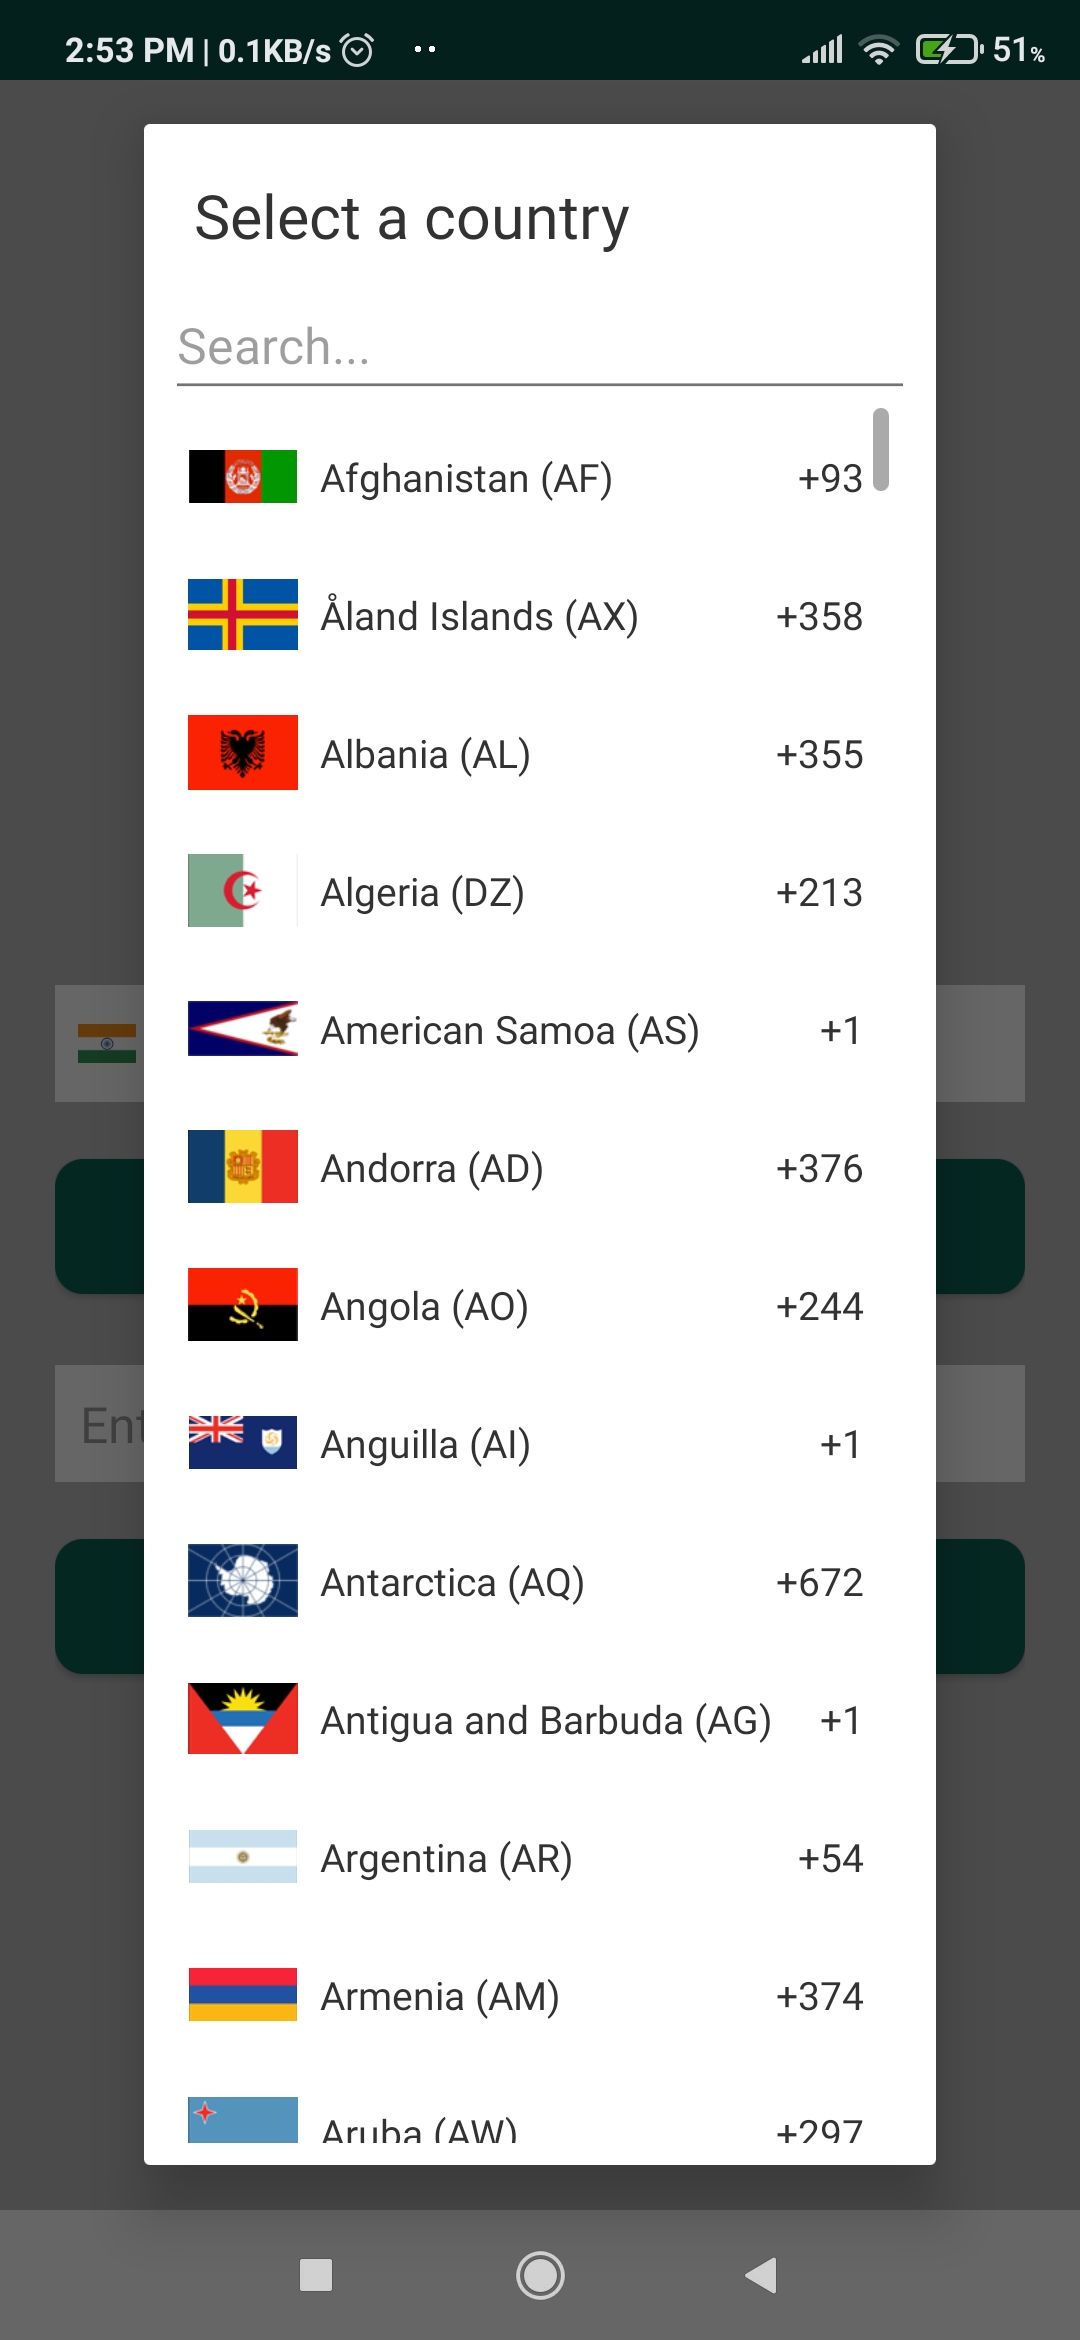 2:53 PM | 0.1KB/s 51%
Select a country
Search...
Afghanistan (AF) +93
Åland Islands (AX) +358
Albania (AL) +355
Algeria (DZ) +213
American Samoa (AS) +1
Andorra (AD) +376
Angola (AO) +244
Ent
Anguilla (AI) +1
Antarctica (AQ) +672
Antigua and Barbuda (AG) +1
Argentina (AR) +54
Armenia (AM) +374
Aruba (AW) +297